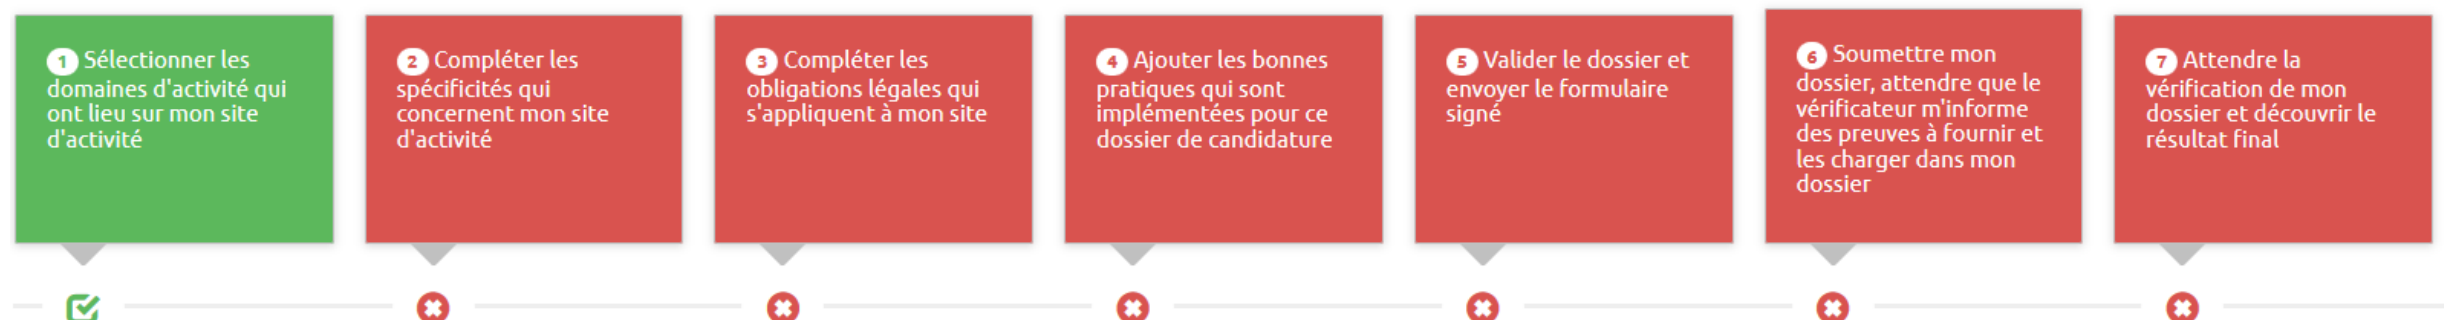 1 Sélectionner les
domaines d'activité qui
ont lieu sur mon site
d'activité
2 Compléter les
spécificités qui
concernent mon site
d'activité
3 Compléter les
obligations légales qui
s'appliquent à mon site
4 Ajouter les bonnes
pratiques qui sont
implémentées pour ce
dossier de candidature
5 Valider le dossier et
envoyer le formulaire
signé
6 Soumettre mon
dossier, attendre que le
vérificateur m'informe
des preuves à fournir et
les charger dans mon
dossier
7 Attendre la
vérification de mon
dossier et découvrir le
résultat final